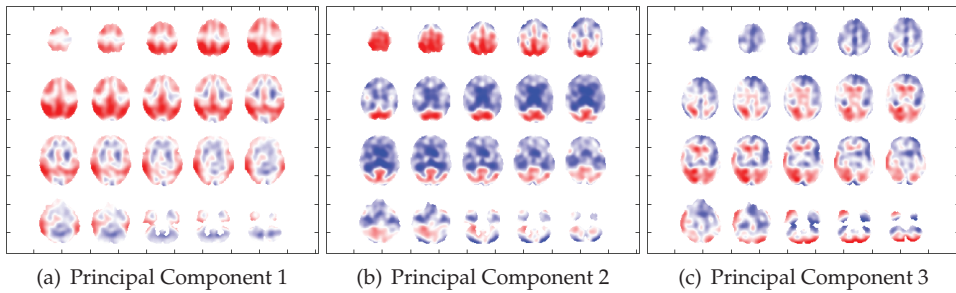 (a) Principal Component 1
(b) Principal Component 2
(c) Principal Component 3